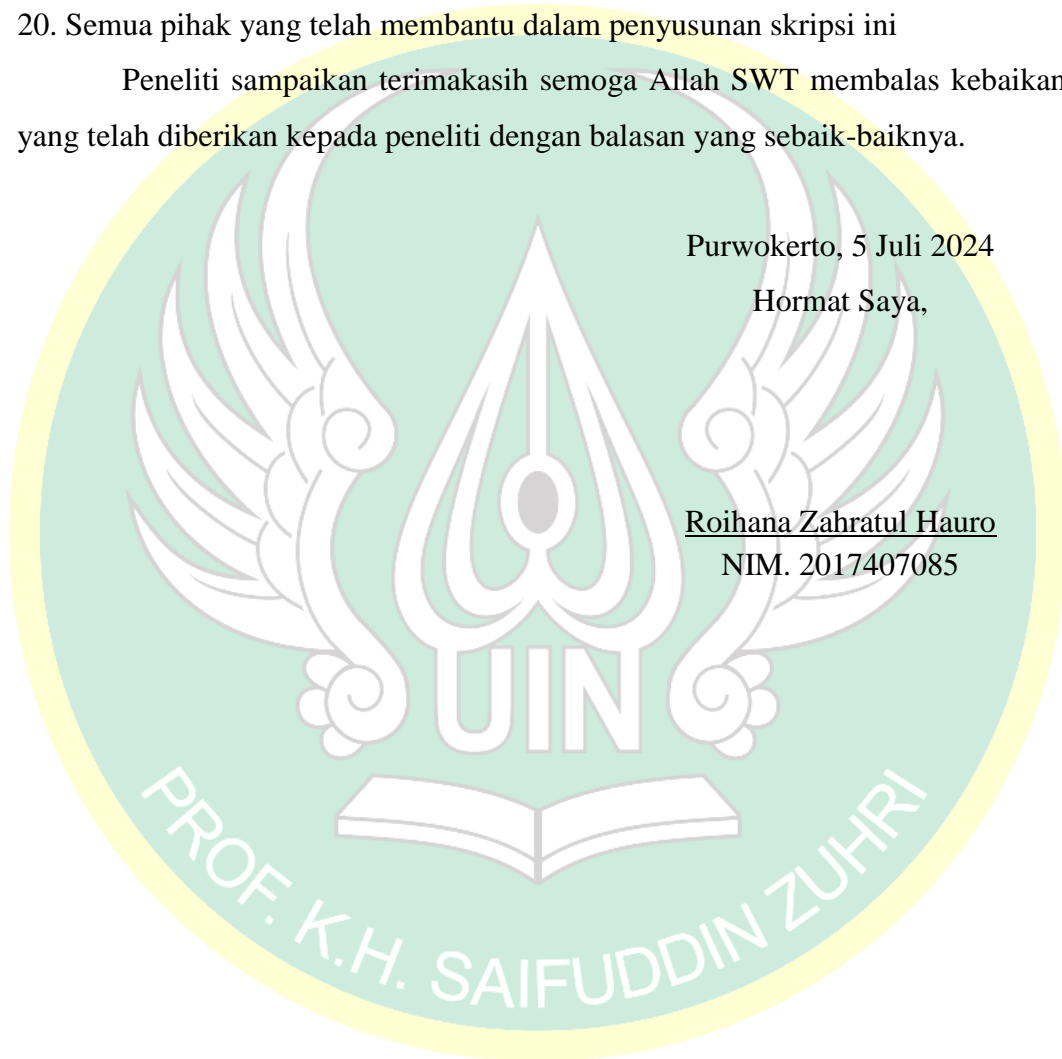 20. Semua pihak yang telah membantu dalam penyusunan skripsi ini
Peneliti sampaikan terimakasih semoga Allah SWT membalas kebaikan
yang telah diberikan kepada peneliti dengan balasan yang sebaik-baiknya.
Purwokerto, 5 Juli 2024
Hormat Saya,
Roihana Zahratul Hauro
NIM. 2017407085
UIN
PROF. K.H. SAIFUDDIN ZUHRI